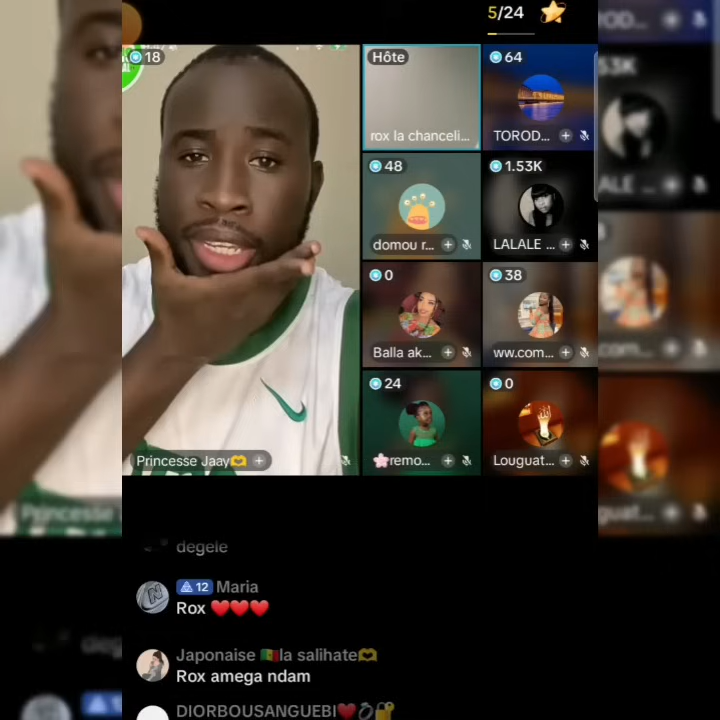 5/24
18
Hôte
rox la chanceli...
64
TOROD...
48
domou r...
1.53K
LALALE ...
0
Balla ak...
38
ww.com...
24
🌸remo...
0
Louguat...
Princesse Jaay🫶
degele
12 Maria
Rox ❤️❤️❤️
Japonaise 🇸🇳la salihate🫶
Rox amega ndam
DIORBOUSANGUEBI❤️💍🔐